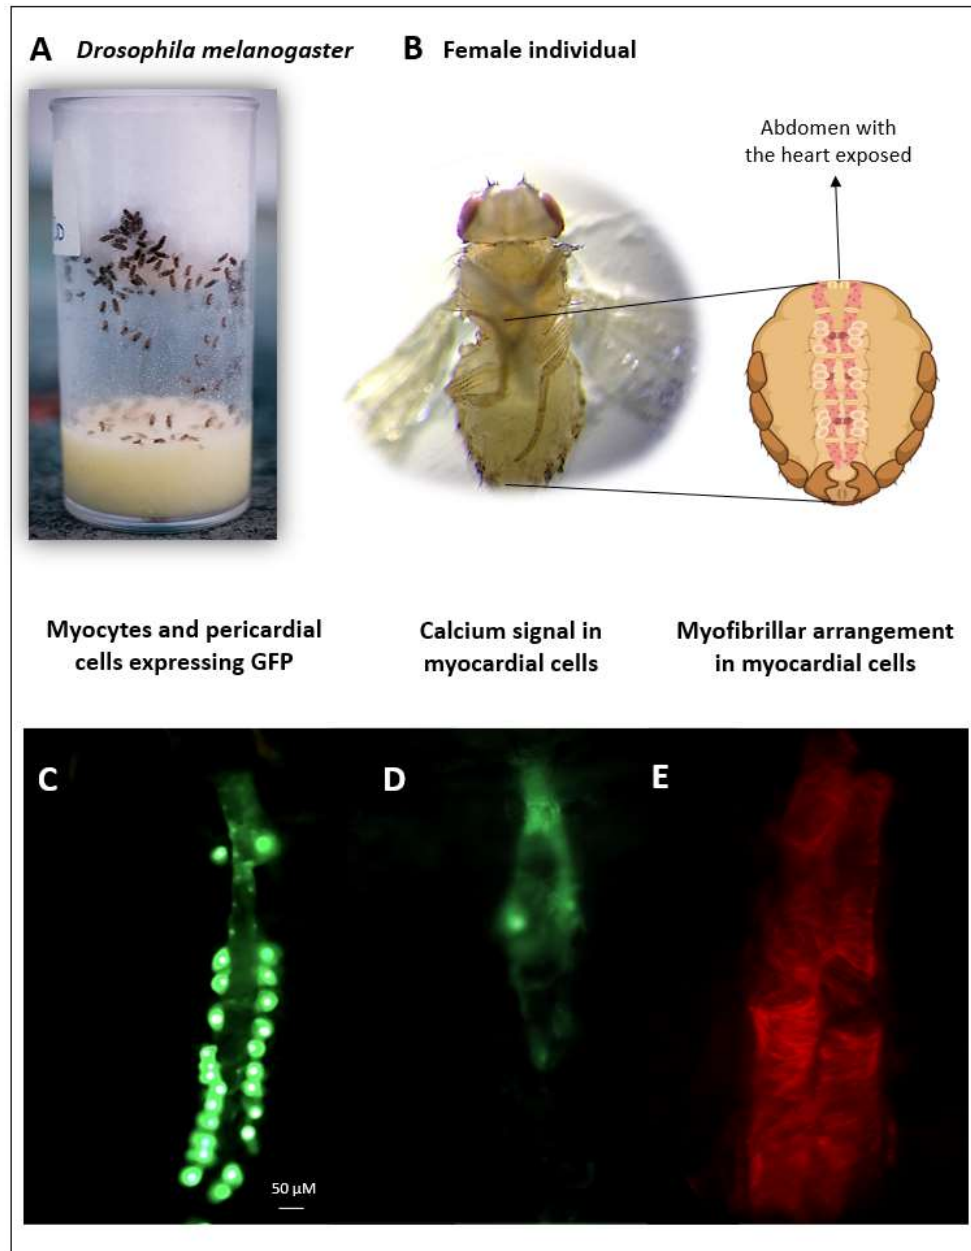 A Drosophila melanogaster
B Female individual
Abdomen with
the heart exposed
Myocytes and pericardial
cells expressing GFP
Calcium signal in
myocardial cells
Myofibrillar arrangement
in myocardial cells
C
D
E
50 µM